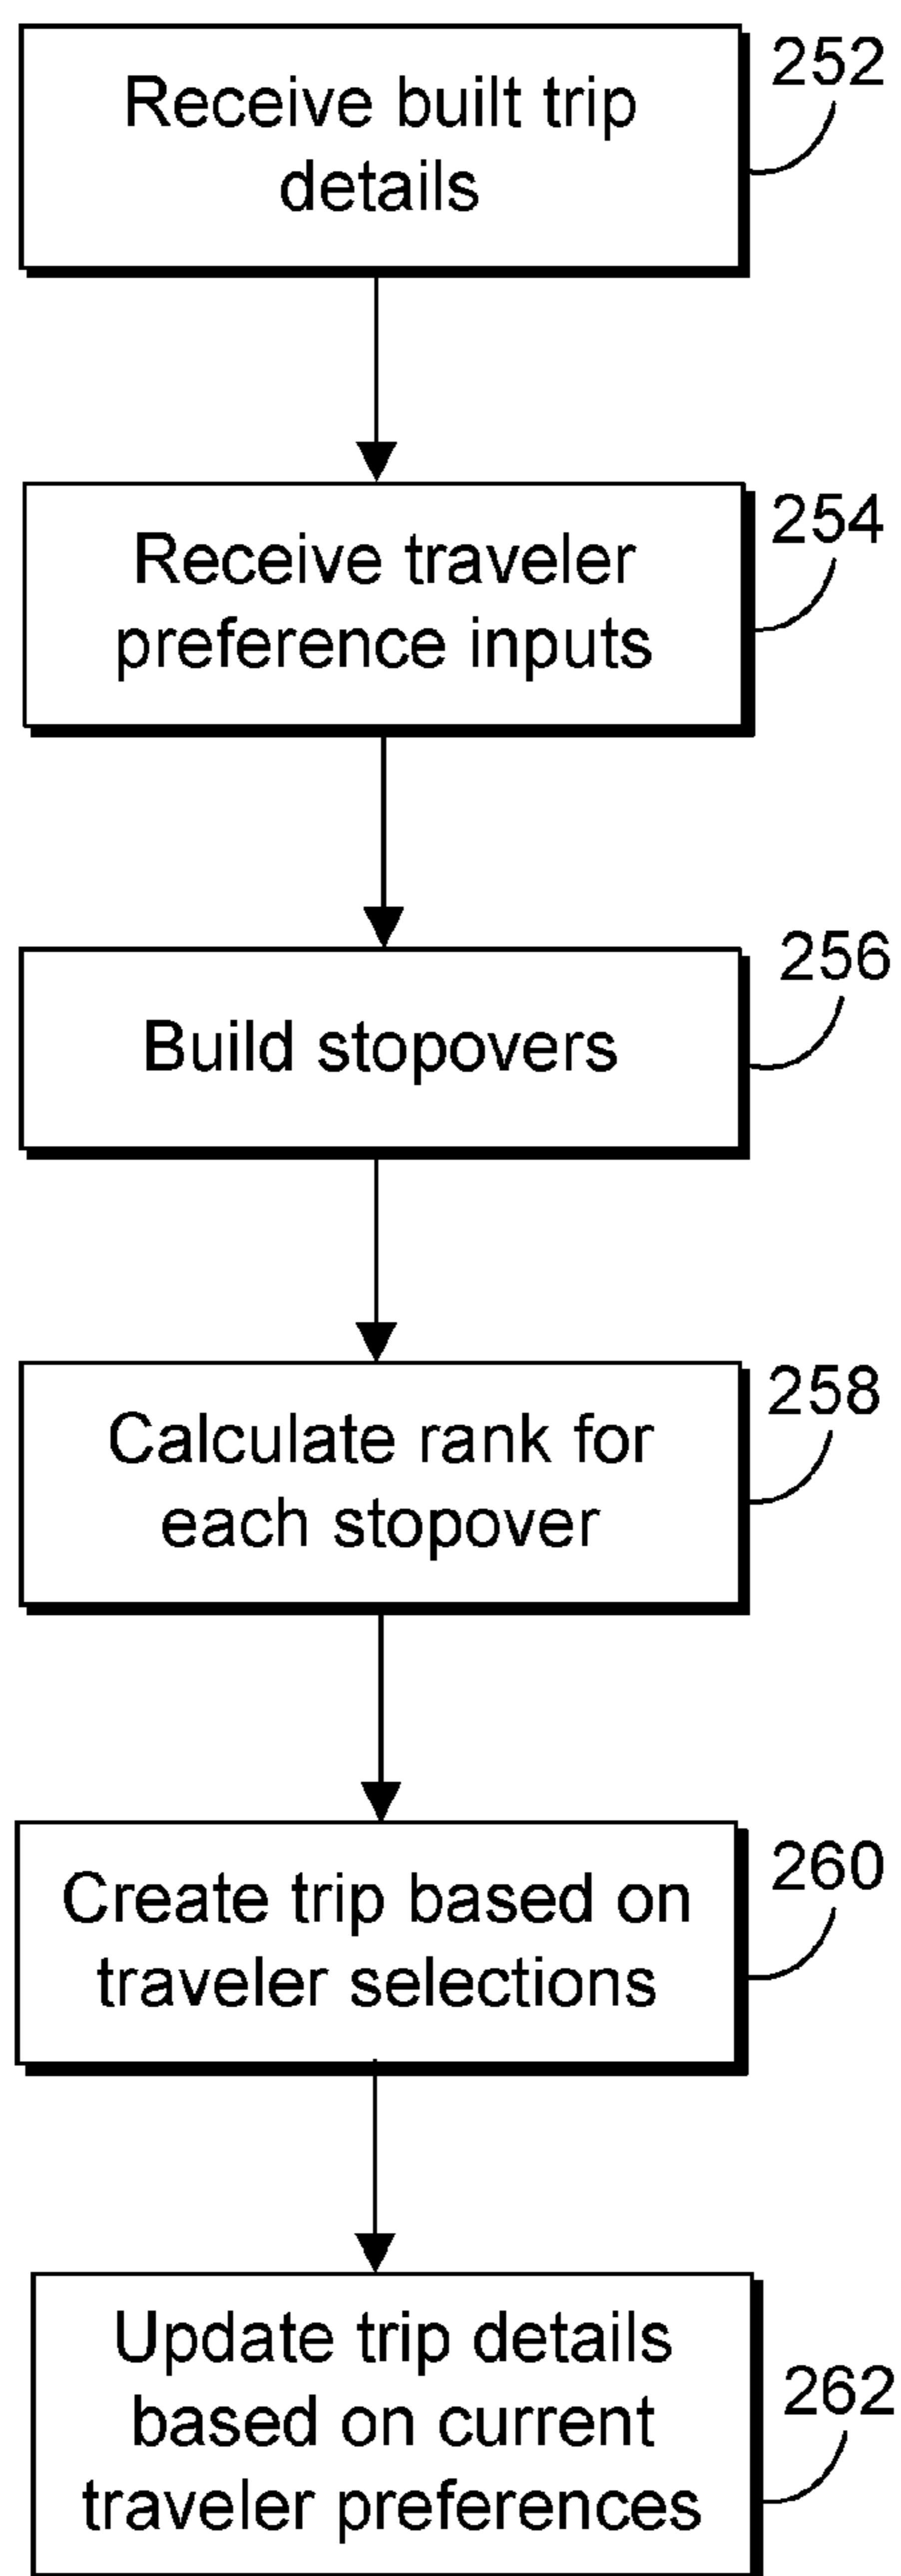 Receive built trip
details
252
Receive traveler
preference inputs
254
Build stopovers
256
Calculate rank for
each stopover
258
Create trip based on
traveler selections
260
Update trip details
based on current
traveler preferences
262